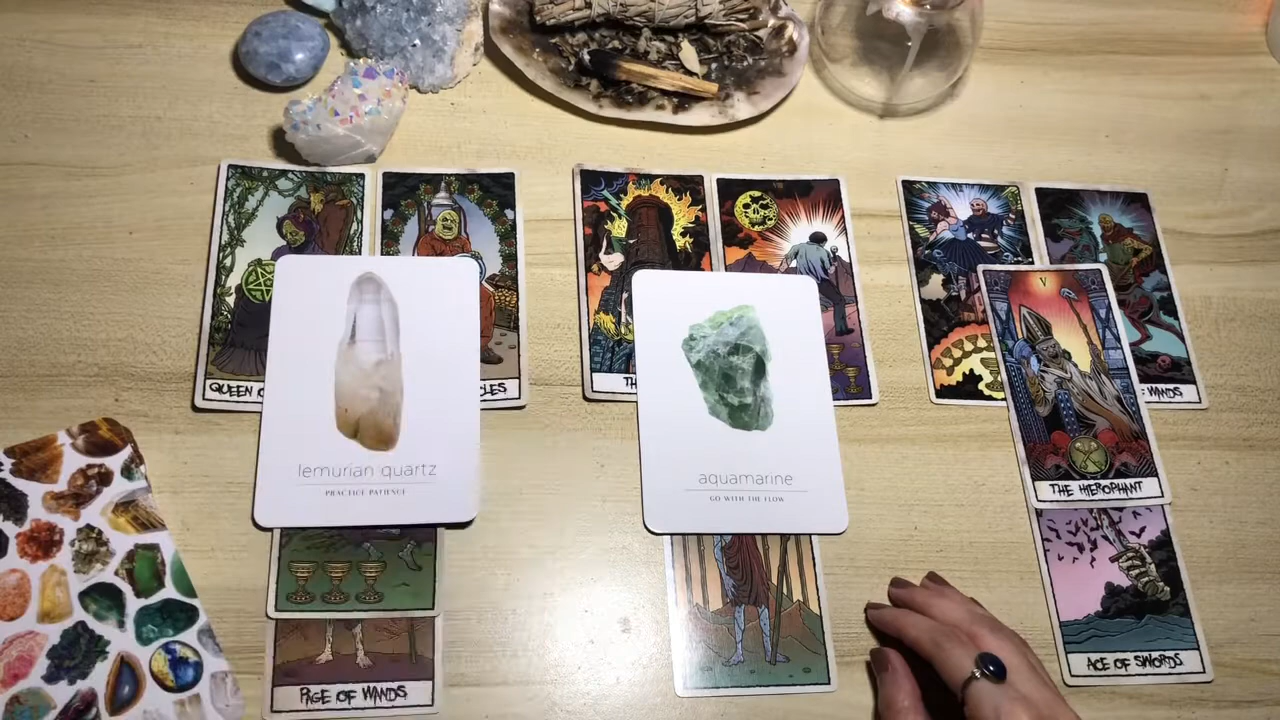 QUEEN
CLES
TH
WANDS
lemurian quartz
PRACTICE PATIENCE
aquamarine
GO WITH THE FLOW
V
THE HIEROPHANT
PAGE OF WANDS
ACE OF SWORDS